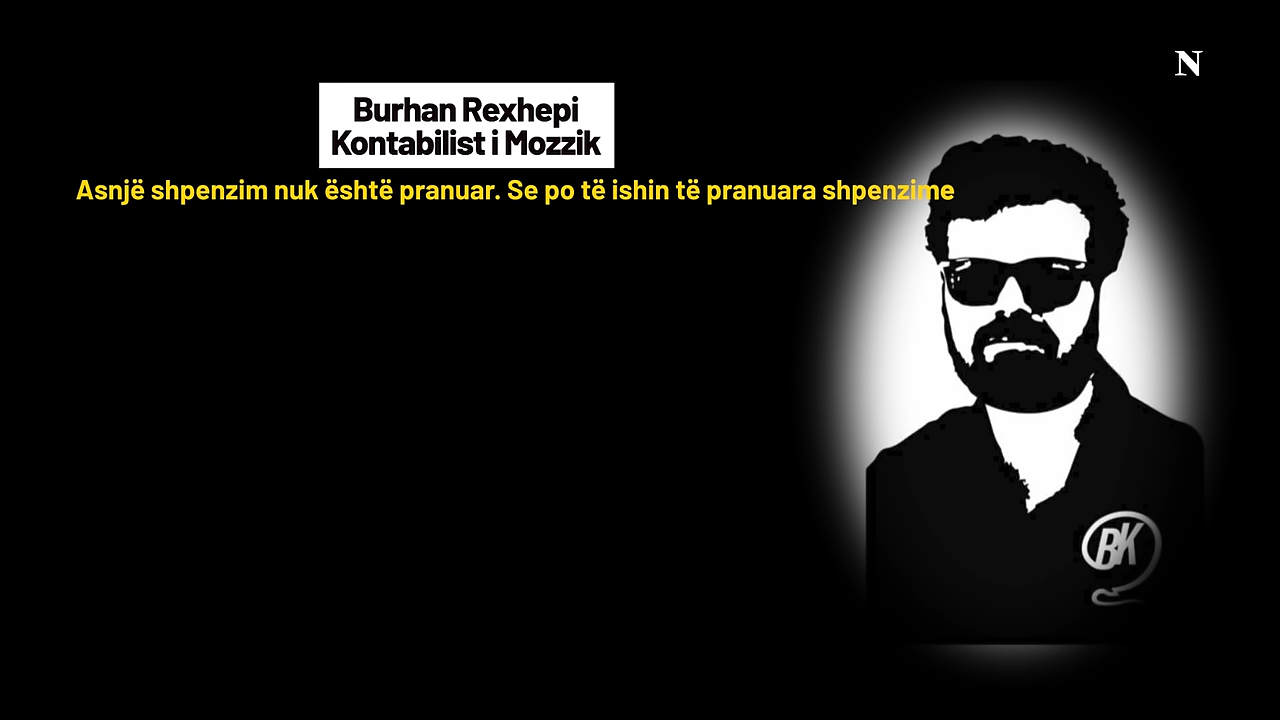 N
Burhan Rexhepi
Kontabilist i Mozzik
Asnjë shpenzim nuk është pranuar. Se po të ishin të pranuara shpenzime
BK